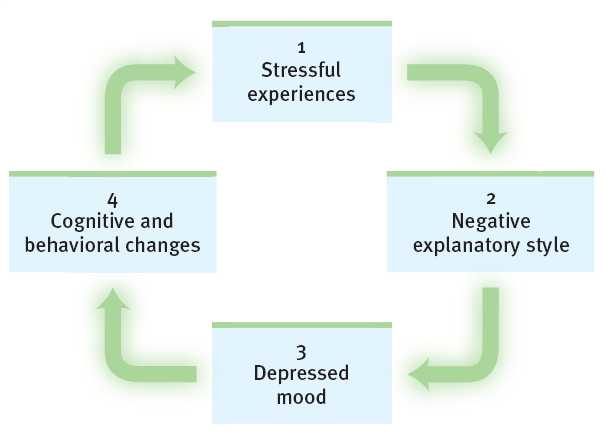 1
Stressful
experiences
2
Negative
explanatory style
3
Depressed
mood
4
Cognitive and
behavioral changes